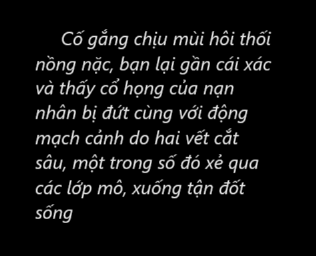 Cố gắng chịu mùi hôi thối
nồng nặc, bạn lại gần cái xác
và thấy cổ họng của nạn
nhân bị đứt cùng với động
mạch cảnh do hai vết cắt
sâu, một trong số đó xẻ qua
các lớp mô, xuống tận đốt
sống